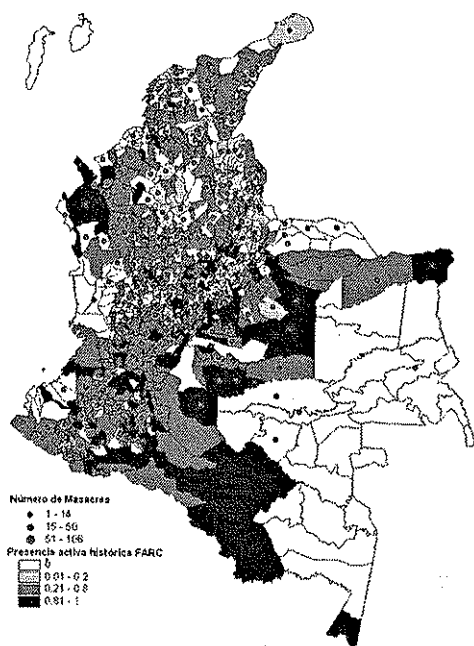 Número de Masacres
1 - 14
15 - 50
51 - 106
Presencia activa histórica FARC
0
0.01 - 0.2
0.21 - 0.8
0.81 - 1